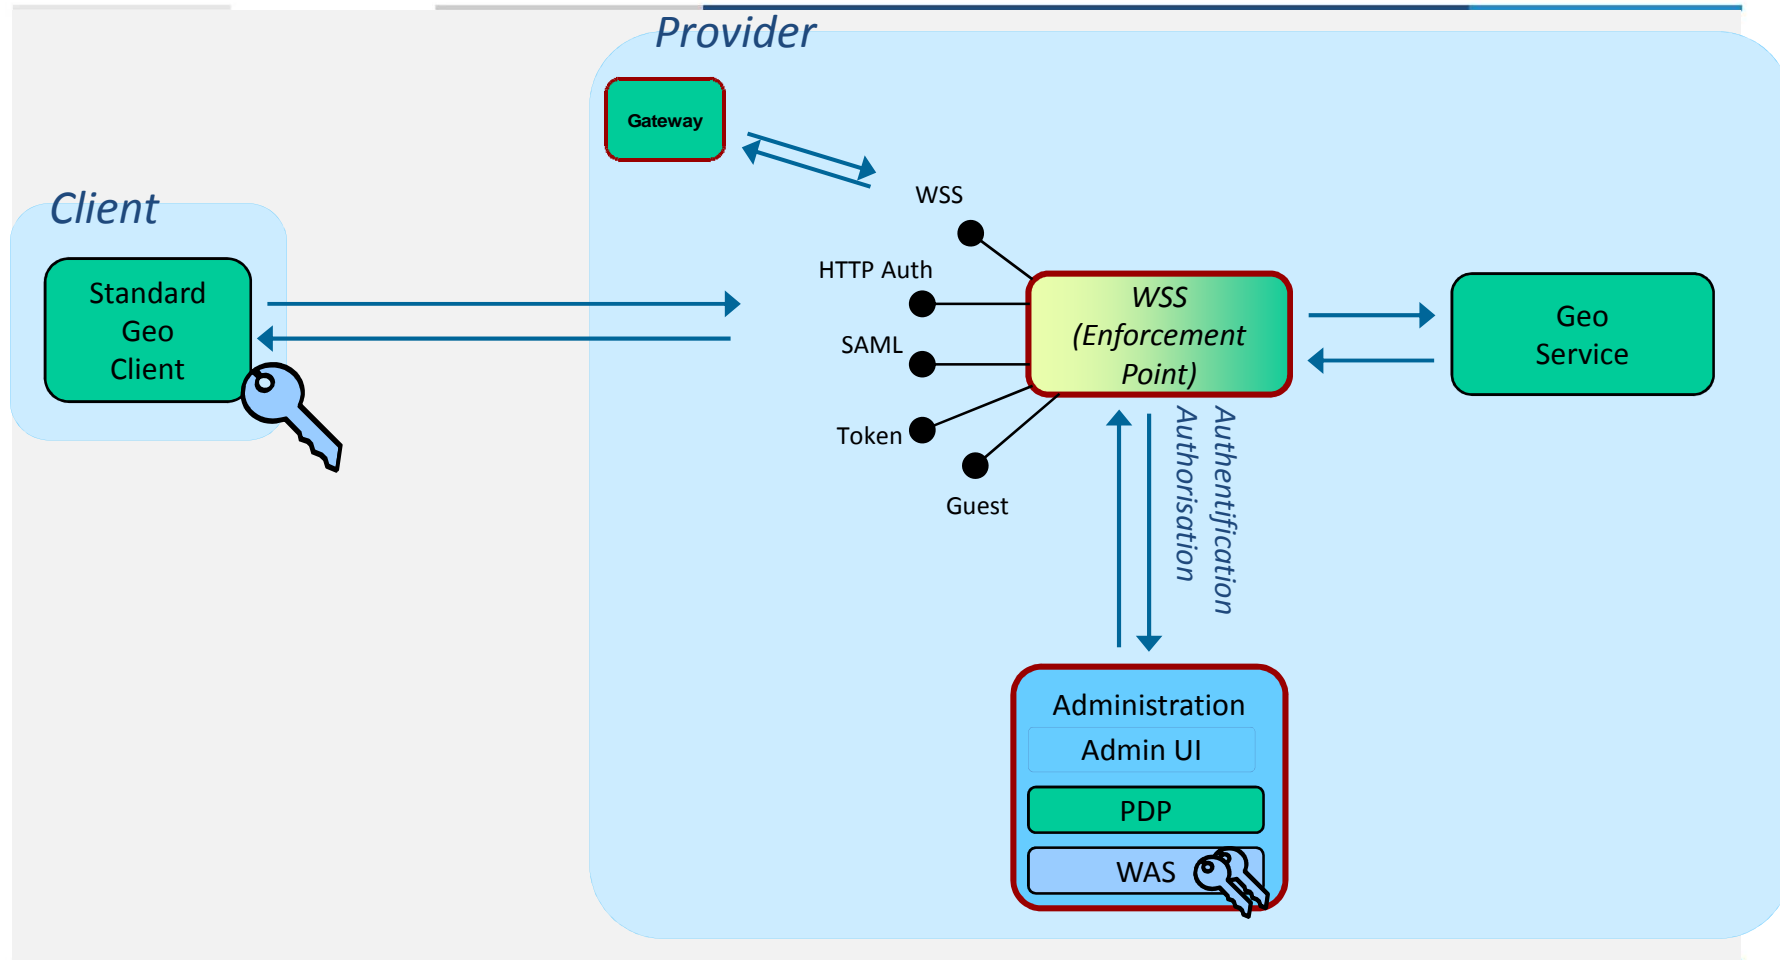 Provider
Gateway
Client
Standard
Geo
Client
WSS
HTTP Auth
SAML
Token
Guest
WSS
(Enforcement
Point)
Geo
Service
Authentification
Authorisation
Administration
Admin UI
PDP
WAS